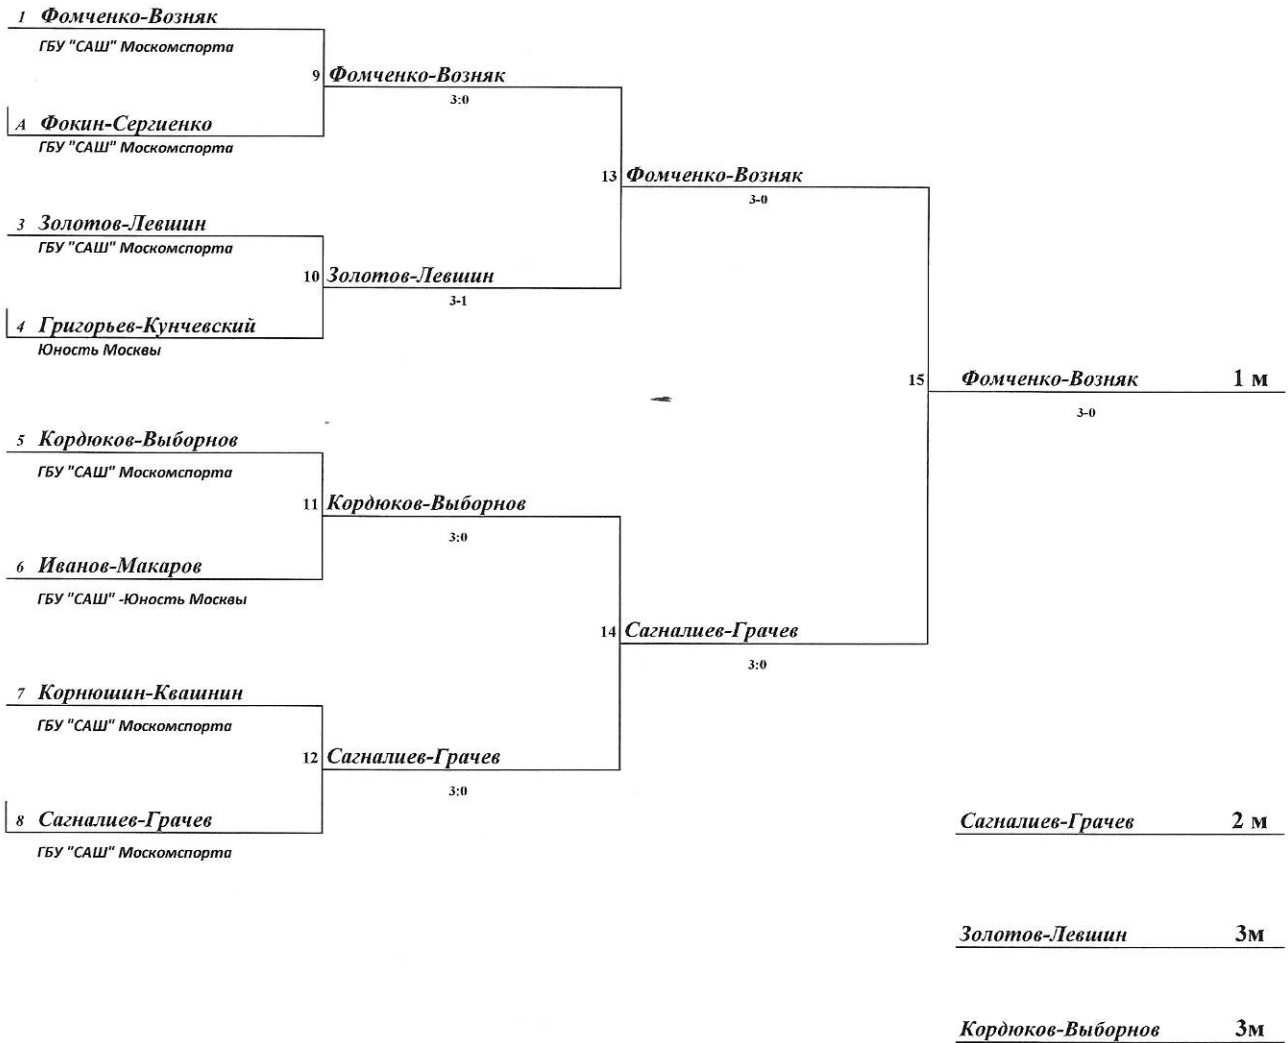 1 Фомченко-Возняк
ГБУ "САШ" Москомспорта
9 Фомченко-Возняк
3:0
А Фокин-Сергиенко
ГБУ "САШ" Москомспорта
13 Фомченко-Возняк
3-0
3 Золотов-Левшин
ГБУ "САШ" Москомспорта
10 Золотов-Левшин
3-1
4 Григорьев-Кунчевский
Юность Москвы
15 Фомченко-Возняк 1 м
3-0
5 Кордюков-Выборнов
ГБУ "САШ" Москомспорта
11 Кордюков-Выборнов
3:0
6 Иванов-Макаров
ГБУ "САШ" -Юность Москвы
14 Сагналиев-Грачев
3:0
7 Корнюшин-Квашнин
ГБУ "САШ" Москомспорта
12 Сагналиев-Грачев
3:0
8 Сагналиев-Грачев
ГБУ "САШ" Москомспорта
Сагналиев-Грачев 2 м
Золотов-Левшин 3м
Кордюков-Выборнов 3м